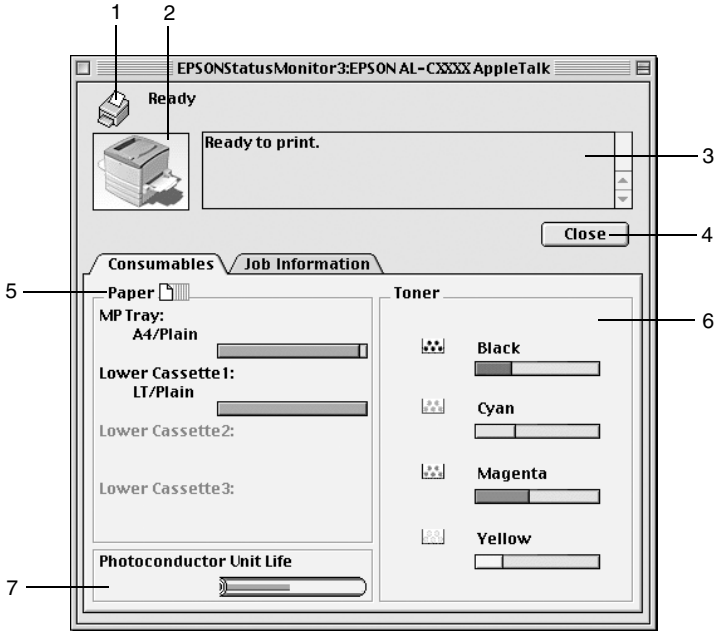 1 2
EPSONStatusMonitor3:EPSON AL-CXXXX AppleTalk
Ready
Ready to print.
3
Close
4
Consumables Job Information
5
Paper
MP Tray:
A4/Plain
Lower Cassette1:
LT/Plain
Lower Cassette2:
Lower Cassette3:
Toner
6
Black
Cyan
Magenta
Yellow
Photoconductor Unit Life
7